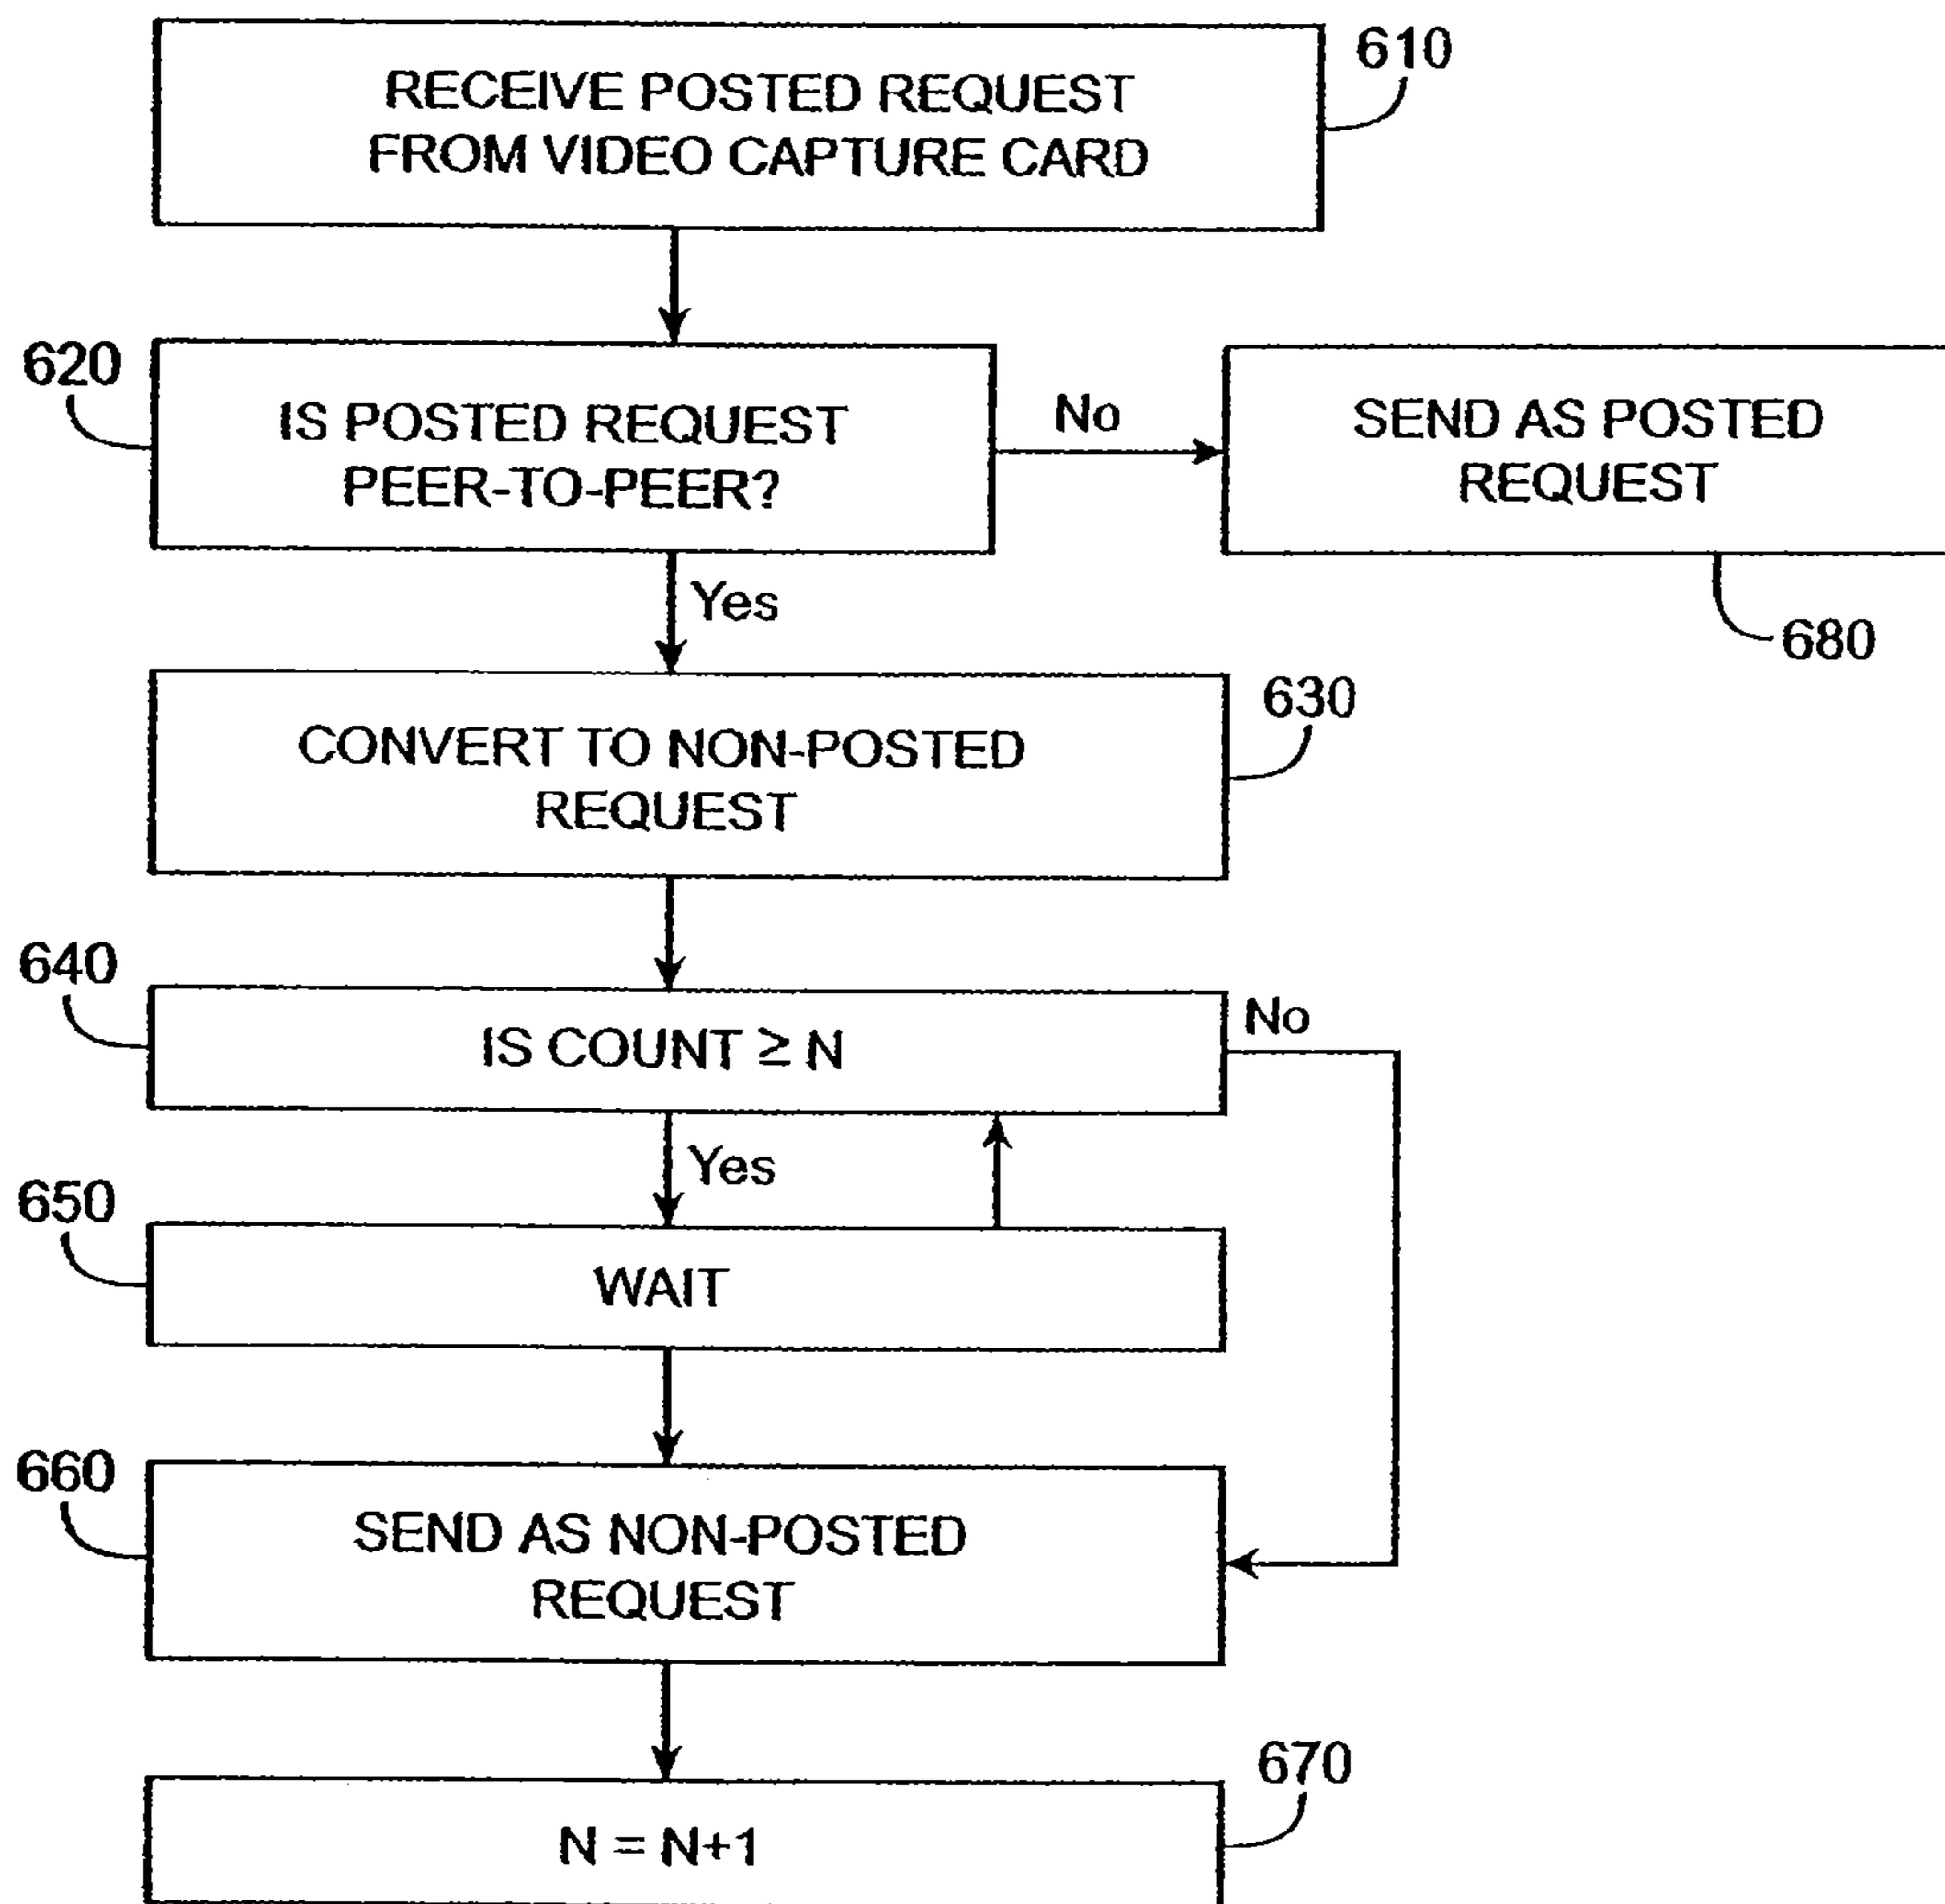 RECEIVE POSTED REQUEST
FROM VIDEO CAPTURE CARD
610
620
IS POSTED REQUEST
PEER-TO-PEER?
No
SEND AS POSTED
REQUEST
680
Yes
CONVERT TO NON-POSTED
REQUEST
630
640
IS COUNT ≥ N
No
Yes
650
WAIT
660
SEND AS NON-POSTED
REQUEST
670
N = N+1